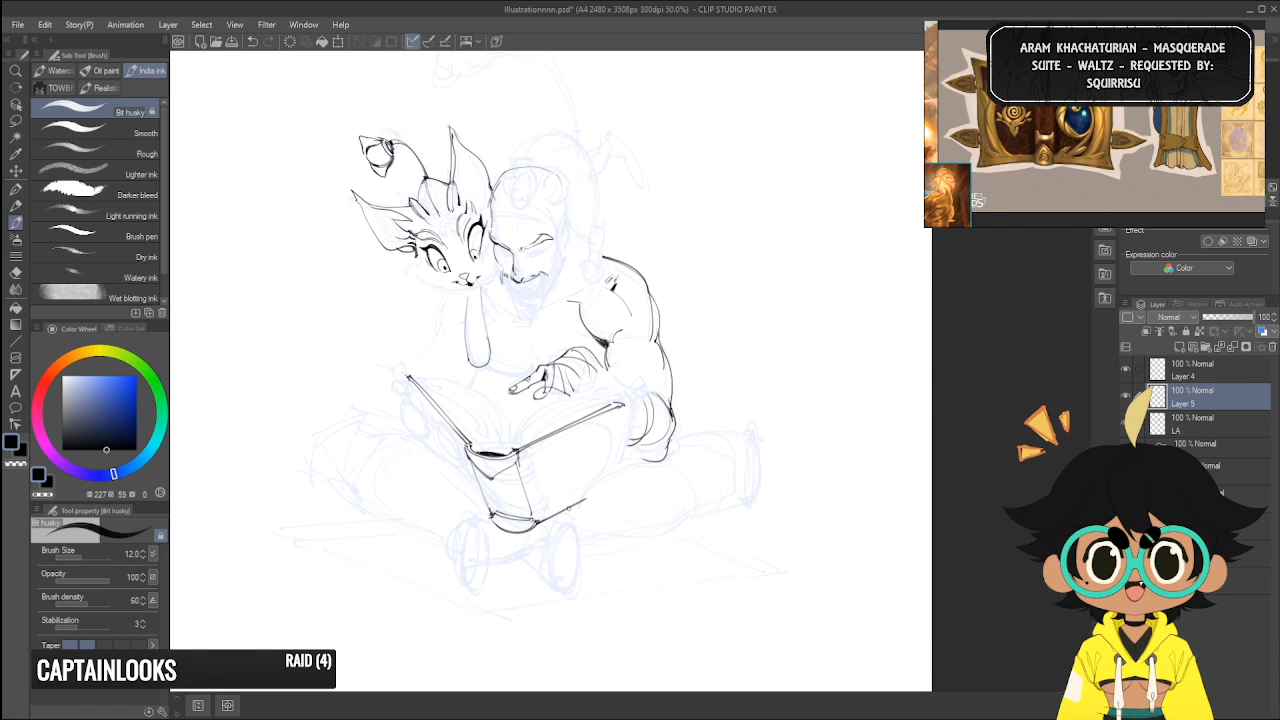 Illustrationnnn.psd* (A4 2480 x 3508px 300dpi 50.0%) - CLIP STUDIO PAINT EX
File Edit Story(P) Animation Layer Select View Filter Window Help
Sub Tool [Brush]
Oil paint India ink
Bit husky
Smooth
Rough
Lighter ink
Darker bleed
Light running ink
Brush pen
Dry ink
Watery ink
Wet blotting ink
Color Wheel
227 59 0
Tool property [Bit husky]
Bit husky
Brush Size 12.0
Opacity 100
Brush density 60
Stabilization 3
Taper
CAPTAINLOOKS
RAID (4)
ARAM KHACHATURIAN - MASQUERADE
SUITE - WALTZ - REQUESTED BY:
SQUIRRISU
Effect
Expression color
Color
Layer History Auto Action
Normal 100
100 % Normal
Layer 4
100 % Normal
Layer 5
100 % Normal
LA
100 % Normal